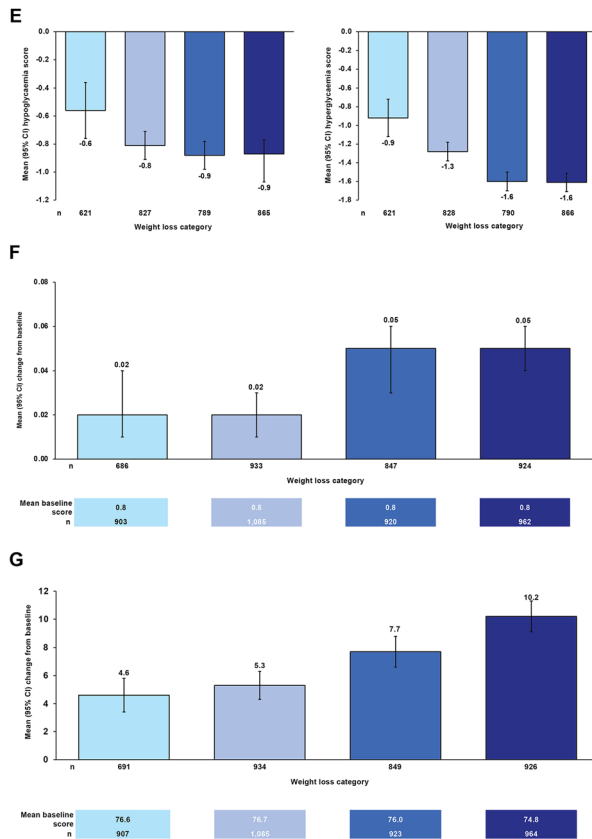 E
Mean (95% CI) hypoglycaemia score
0.0
-0.2
-0.4
-0.6
-0.8
-1.0
-1.2
-0.6
-0.8
-0.9
-0.9
n 621 827 789 865
Weight loss category
Mean (95% CI) hyperglycaemia score
0.0
-0.2
-0.4
-0.6
-0.8
-1.0
-1.2
-1.4
-1.6
-1.8
-0.9
-1.3
-1.6
-1.6
n 621 828 790 866
Weight loss category
F
Mean (95% CI) change from baseline
0.08
0.06
0.04
0.02
0.00
0.02
0.02
0.05
0.05
n 686 933 847 924
Weight loss category
Mean baseline
score
0.8 0.8 0.8 0.8
n 903 1,085 920 962
G
Mean (95% CI) change from baseline
12
10
8
6
4
2
0
4.6
5.3
7.7
10.2
n 691 934 849 926
Weight loss category
Mean baseline
score
76.6 76.7 76.0 74.8
n 907 1,085 923 964